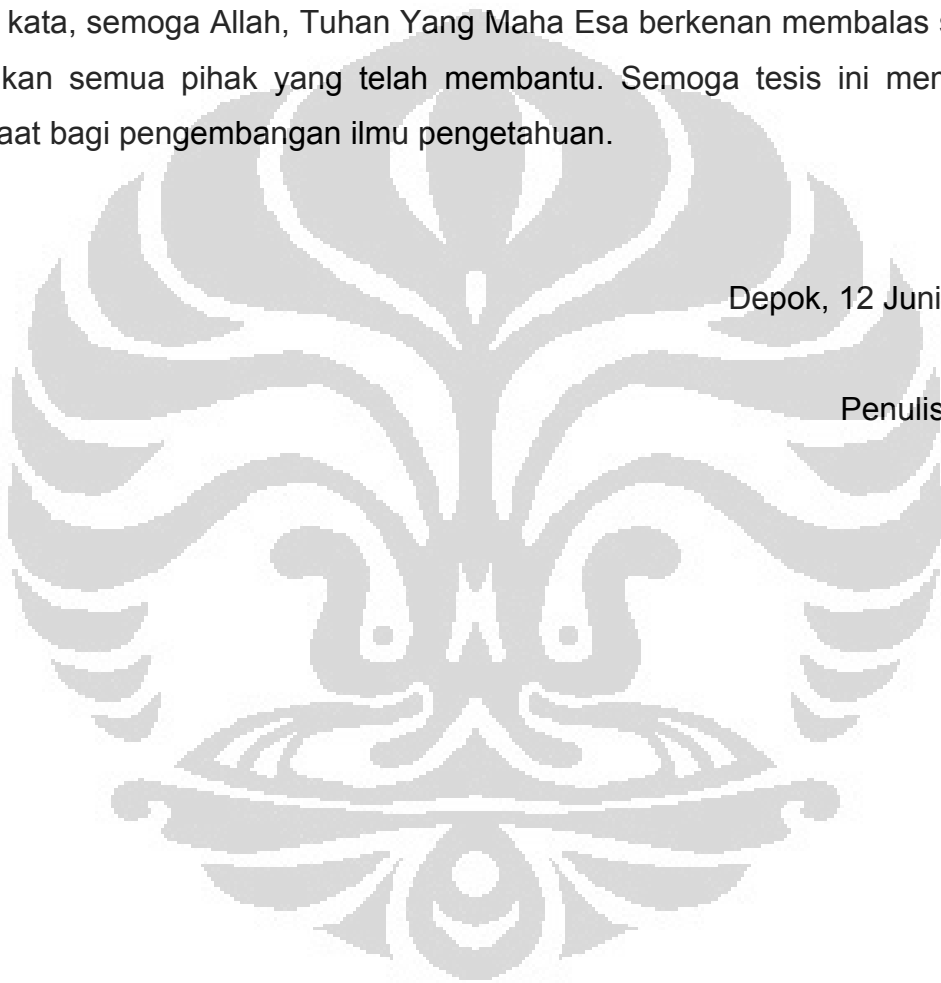 kata, semoga Allah, Tuhan Yang Maha Esa berkenan membalas s
kan semua pihak yang telah membantu. Semoga tesis ini men
aat bagi pengembangan ilmu pengetahuan.
Depok, 12 Juni
Penulis